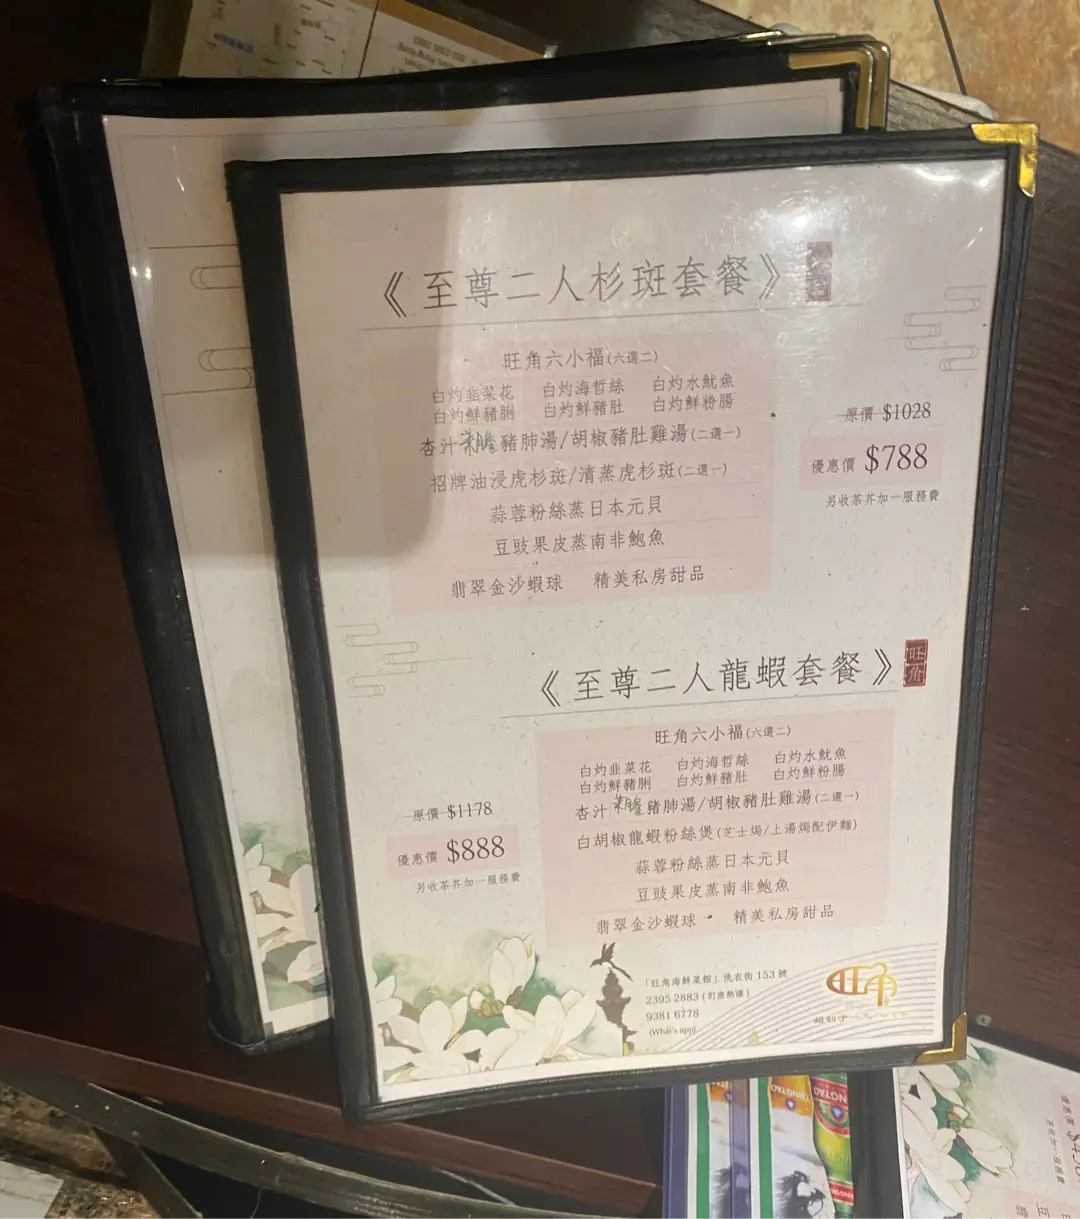 《至尊二人杉斑套餐》
旺角六小福(六選二)
白灼韭菜花 白灼海哲絲 白灼水魷魚
白灼鮮豬脷 白灼鮮豬肚 白灼鮮粉腸
杏汁菜膽豬肺湯/胡椒豬肚雞湯(二選一)
招牌油浸虎杉斑/清蒸虎杉斑(二選一)
蒜蓉粉絲蒸日本元貝
豆豉果皮蒸南非鮑魚
翡翠金沙蝦球 精美私房甜品
原價 $1028
優惠價 $788
另收茶芥加一服務費
《至尊二人龍蝦套餐》
旺角
旺角六小福(六選二)
白灼韭菜花 白灼海哲絲 白灼水魷魚
白灼鮮豬脷 白灼鮮豬肚 白灼鮮粉腸
杏汁菜膽豬肺湯/胡椒豬肚雞湯(二選一)
白胡椒龍蝦粉絲煲(芝士焗/上湯焗配伊麵)
蒜蓉粉絲蒸日本元貝
豆豉果皮蒸南非鮑魚
翡翠金沙蝦球 精美私房甜品
原價 $1178
優惠價 $888
另收茶芥加一服務費
「旺角海鮮菜館」洗衣街 153 號
2395 2883 (訂座熱線)
9381 6778
(What's app)
旺角
TSINGTAO
TSINGTAO